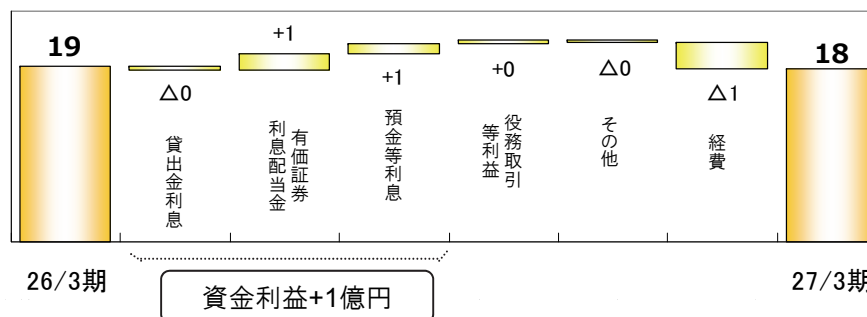 19
△0
貸出金利息
+1
有価証券
利息配当金
+1
預金等利息
+0
役務取引
等利益
△0
その他
△1
経費
18
26/3期
資金利益+1億円
27/3期